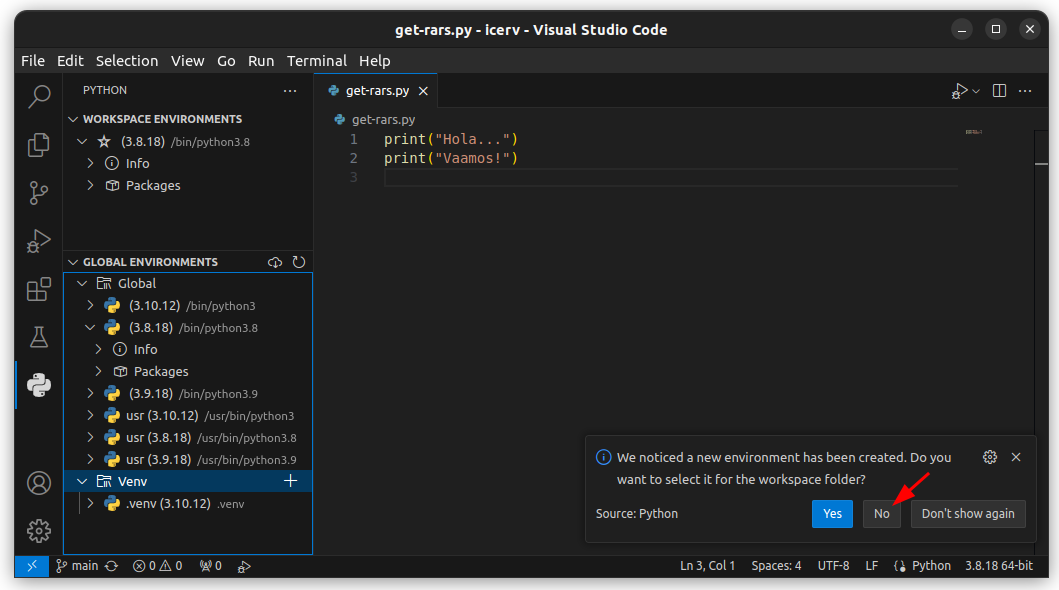 get-rars.py - icerv - Visual Studio Code
File Edit Selection View Go Run Terminal Help
PYTHON
WORKSPACE ENVIRONMENTS
(3.8.18) /bin/python3.8
Info
Packages
GLOBAL ENVIRONMENTS
Global
(3.10.12) /bin/python3
(3.8.18) /bin/python3.8
Info
Packages
(3.9.18) /bin/python3.9
usr (3.10.12) /usr/bin/python3
usr (3.8.18) /usr/bin/python3.8
usr (3.9.18) /usr/bin/python3.9
Venv
.venv (3.10.12) .venv
get-rars.py
get-rars.py
1 print("Hola...")
2 print("Vaamos!")
3
We noticed a new environment has been created. Do you
want to select it for the workspace folder?
Source: Python Yes No Don't show again
main 0 0 0 Ln 3, Col 1 Spaces: 4 UTF-8 LF Python 3.8.18 64-bit